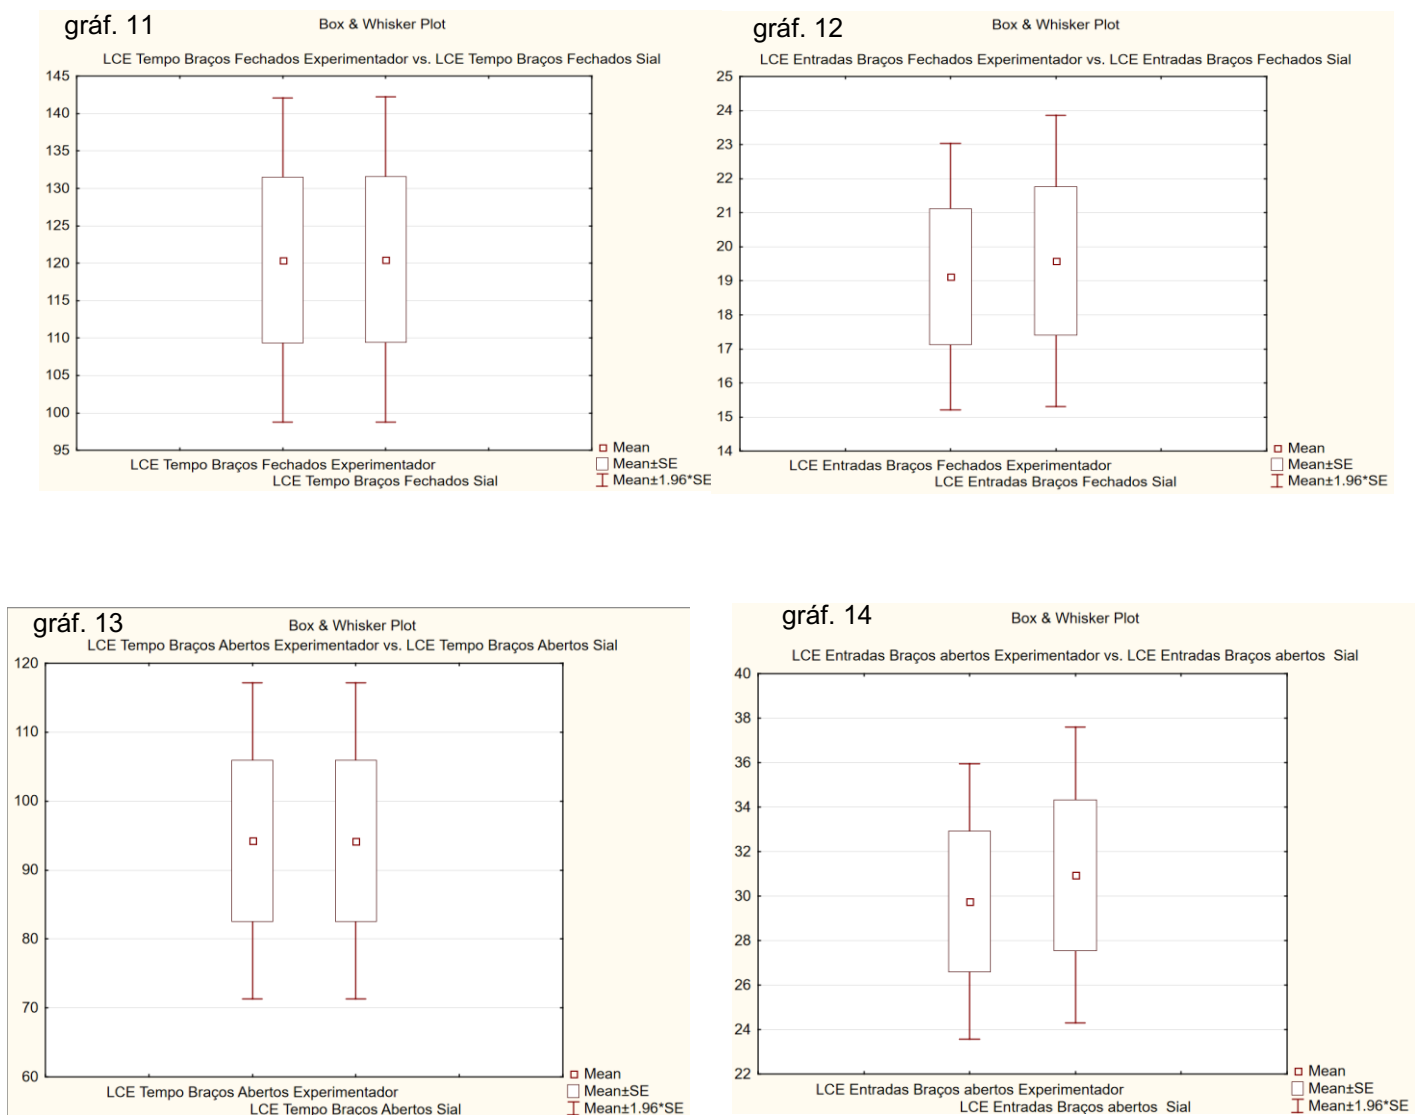 gráf. 11
Box & Whisker Plot
LCE Tempo Braços Fechados Experimentador vs. LCE Tempo Braços Fechados Sial
145
140
135
130
125
120
115
110
105
100
95
LCE Tempo Braços Fechados Experimentador
LCE Tempo Braços Fechados Sial
Mean
Mean±SE
Mean±1.96*SE
gráf. 12
Box & Whisker Plot
LCE Entradas Braços Fechados Experimentador vs. LCE Entradas Braços Fechados Sial
25
24
23
22
21
20
19
18
17
16
15
14
LCE Entradas Braços Fechados Experimentador
LCE Entradas Braços Fechados Sial
Mean
Mean±SE
Mean±1.96*SE
gráf. 13
Box & Whisker Plot
LCE Tempo Braços Abertos Experimentador vs. LCE Tempo Braços Abertos Sial
120
110
100
90
80
70
60
LCE Tempo Braços Abertos Experimentador
LCE Tempo Braços Abertos Sial
Mean
Mean±SE
Mean±1.96*SE
gráf. 14
Box & Whisker Plot
LCE Entradas Braços abertos Experimentador vs. LCE Entradas Braços abertos  Sial
40
38
36
34
32
30
28
26
24
22
LCE Entradas Braços abertos Experimentador
LCE Entradas Braços abertos  Sial
Mean
Mean±SE
Mean±1.96*SE